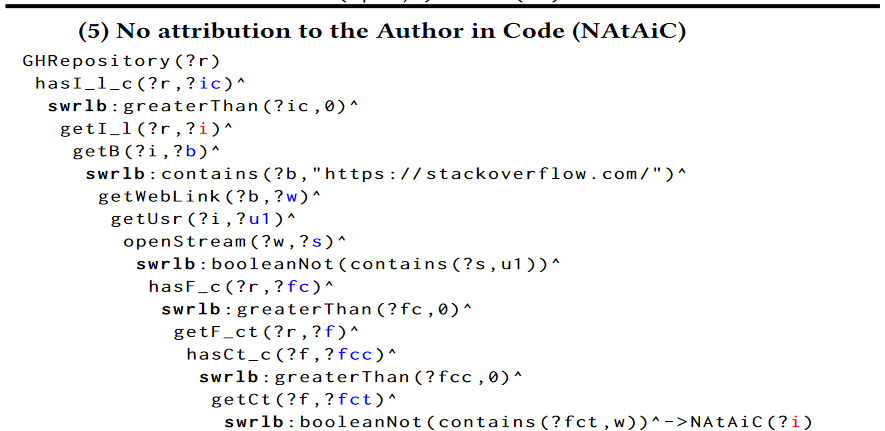 (5) No attribution to the Author in Code (NAtAiC)
GHRepository(?r)
hasI_l_c(?r,?ic)^
swrlb:greaterThan(?ic,0)^
getI_l(?r,?i)^
getB(?i,?b)^
swrlb:contains(?b,"https://stackoverflow.com/")^
getWebLink(?b,?w)^
getUsr(?i,?u1)^
openStream(?w,?s)^
swrlb:booleanNot(contains(?s,u1))^
hasF_c(?r,?fc)^
swrlb:greaterThan(?fc,0)^
getF_ct(?r,?f)^
hasCt_c(?f,?fcc)^
swrlb:greaterThan(?fcc,0)^
getCt(?f,?fct)^
swrlb:booleanNot(contains(?fct,w))^->NAtAiC(?i)